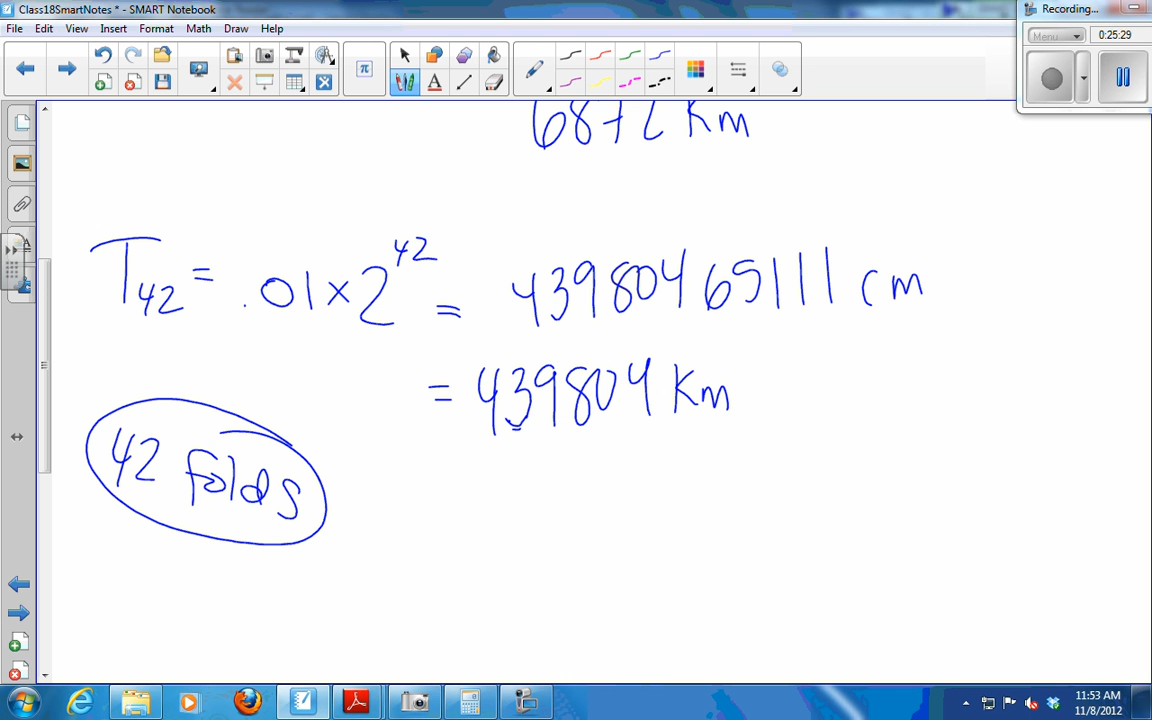 Class18SmartNotes * - SMART Notebook
Recording...
File Edit View Insert Format Math Draw Help
Menu
0:25:29
π
A
6872 Km
T42 = .01 × 2^42 = 43980465111 cm
= 439804 Km
42 folds
11:53 AM
11/8/2012